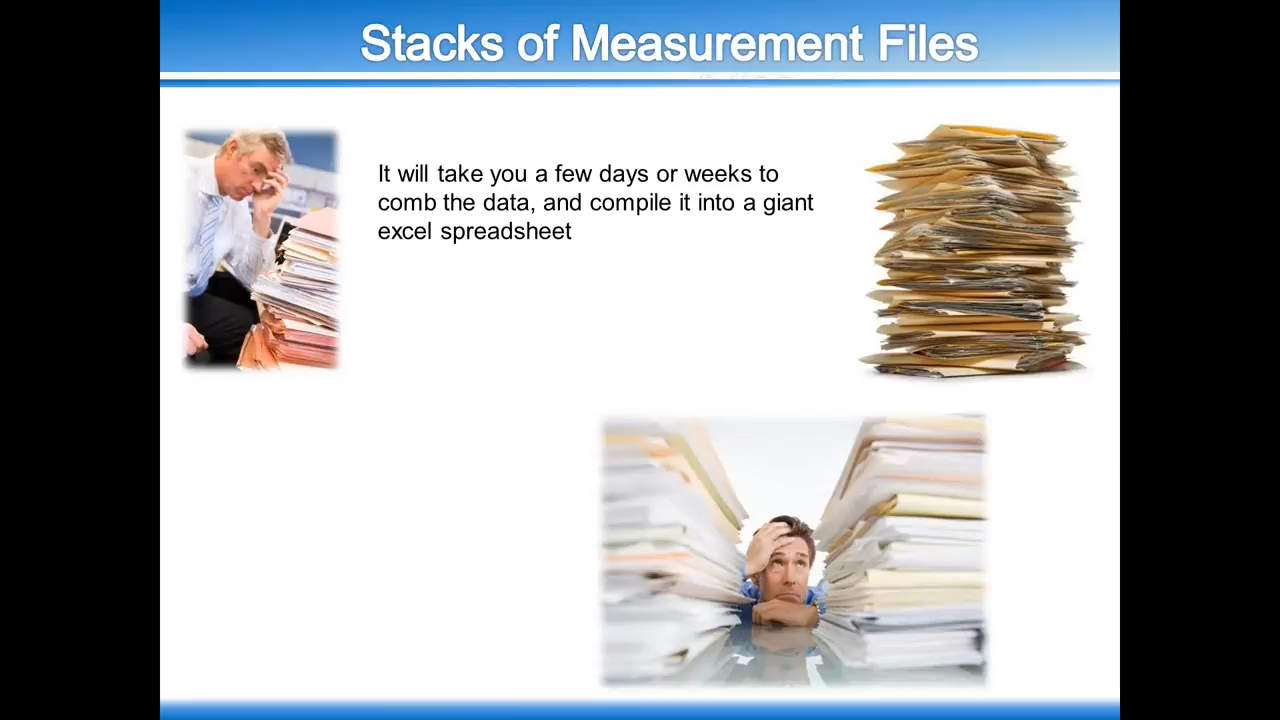 Stacks of Measurement Files
It will take you a few days or weeks to
comb the data, and compile it into a giant
excel spreadsheet